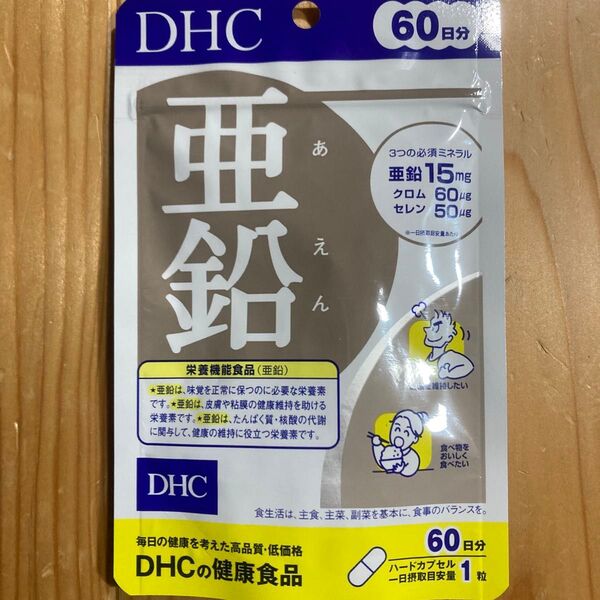 DHC
60日分
亜鉛
あえん
3つの必須ミネラル
亜鉛 15mg
クロム 60μg
セレン 50μg
※一日摂取目安量あたり
栄養機能食品(亜鉛)
★亜鉛は、味覚を正常に保つのに必要な栄養素
です。★亜鉛は、皮膚や粘膜の健康維持を助ける
栄養素です。★亜鉛は、たんぱく質・核酸の代謝
に関与して、健康の維持に役立つ栄養素です。
維持したい
食べ物を
おいしく
食べたい
DHC
食生活は、主食、主菜、副菜を基本に、食事のバランスを。
毎日の健康を考えた高品質・低価格
DHCの健康食品
60日分
ハードカプセル
一日摂取目安量 1粒